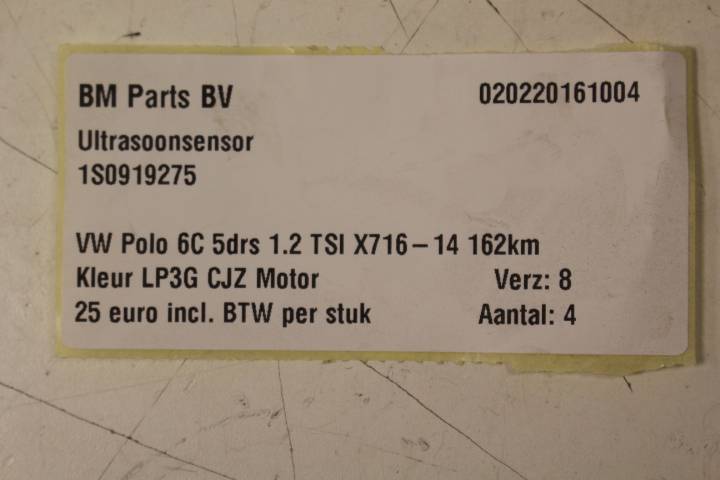 BM Parts BV 020220161004
Ultrasoonsensor
1S0919275
VW Polo 6C 5drs 1.2 TSI X716-14 162km
Kleur LP3G CJZ Motor Verz: 8
25 euro incl. BTW per stuk Aantal: 4